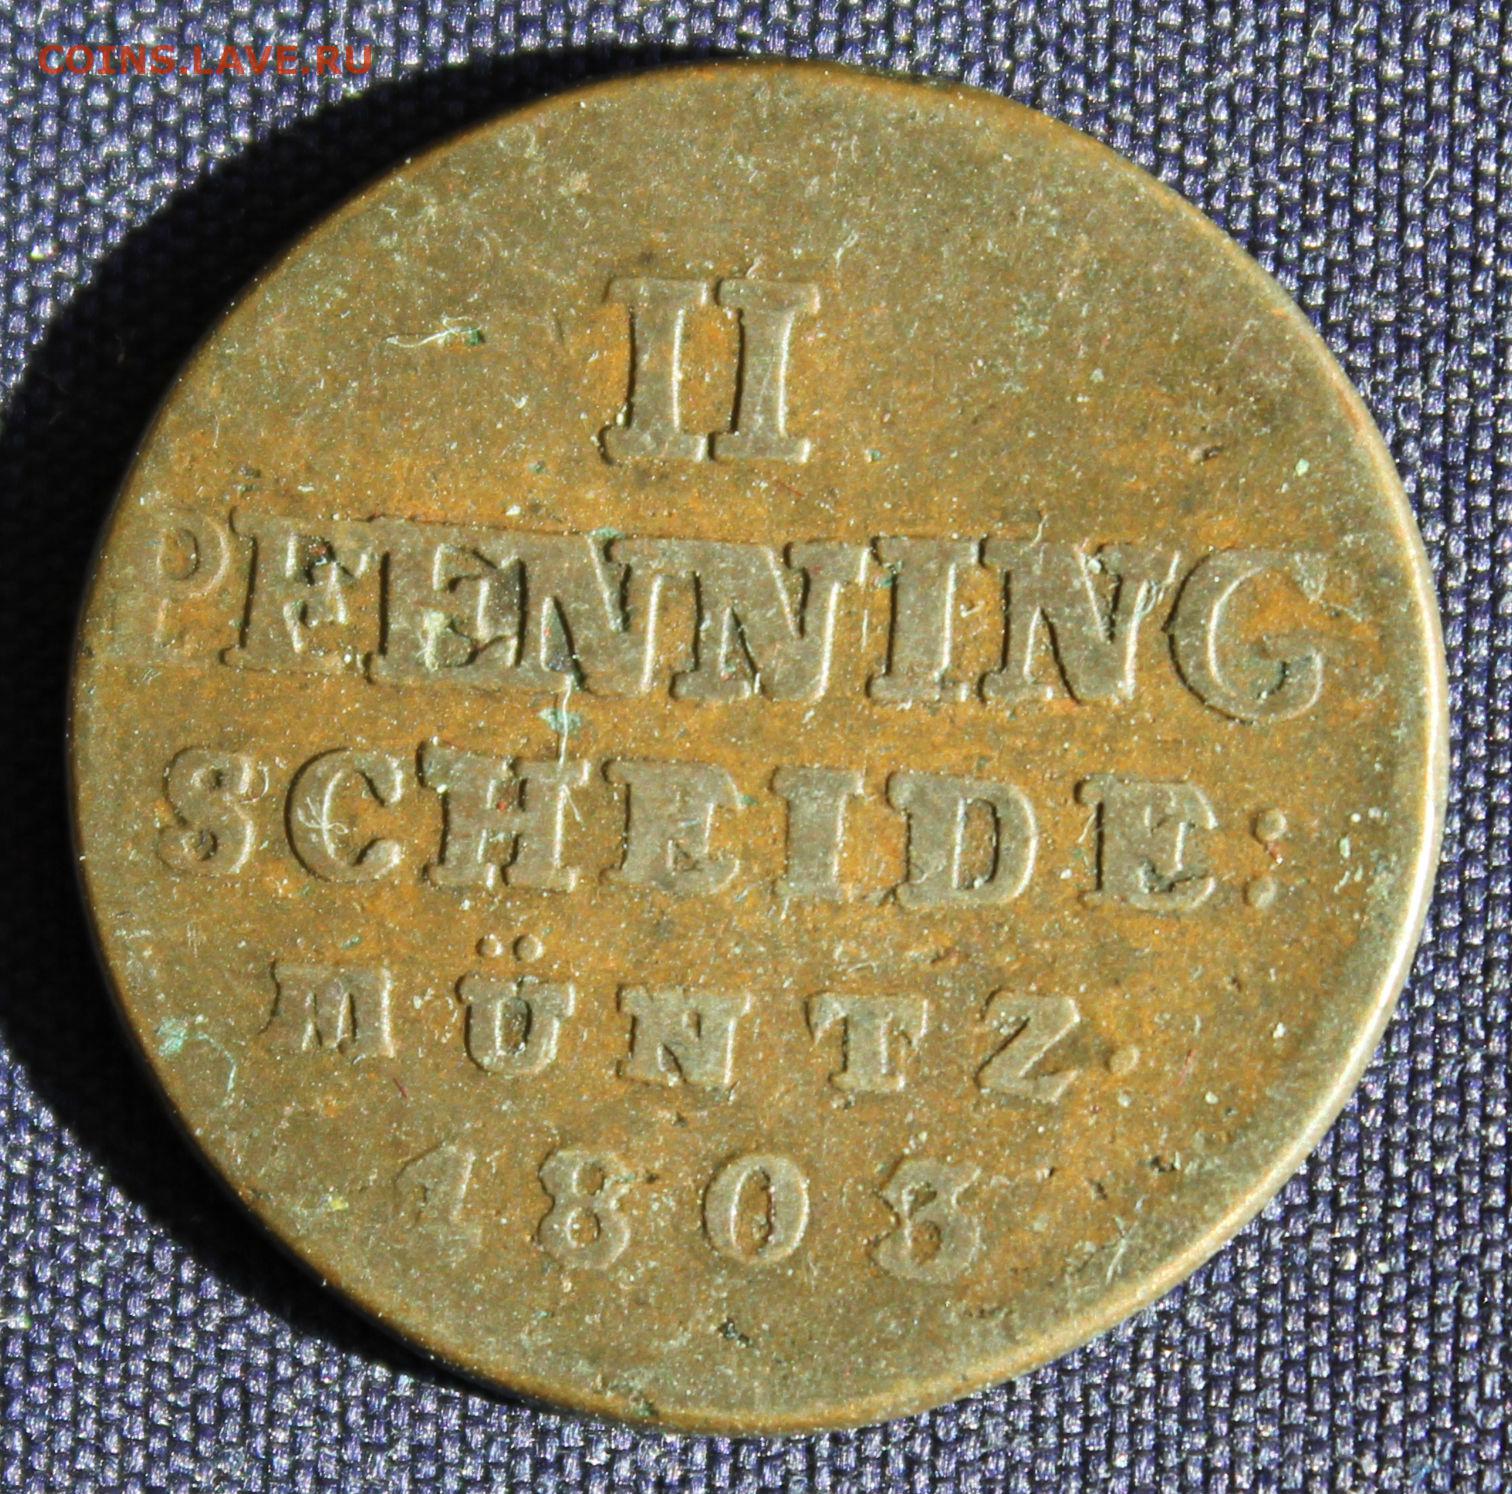 COINS.LAVE.RU
II
PFENNING
SCHEIDE:
MÜNTZ.
1808